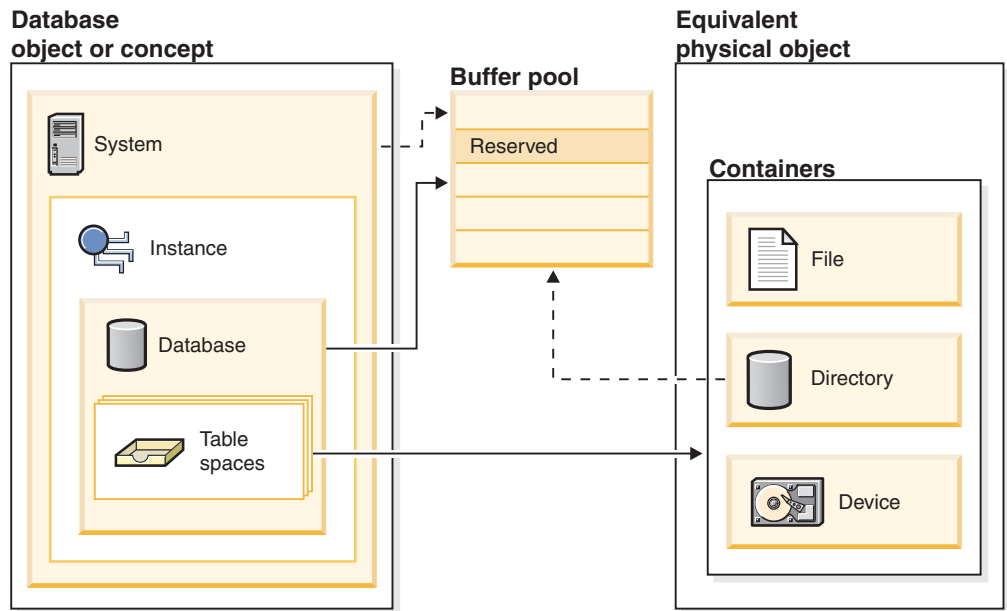 Database
object or concept
System
Instance
Database
Table
spaces
Buffer pool
Reserved
Equivalent
physical object
Containers
File
Directory
Device